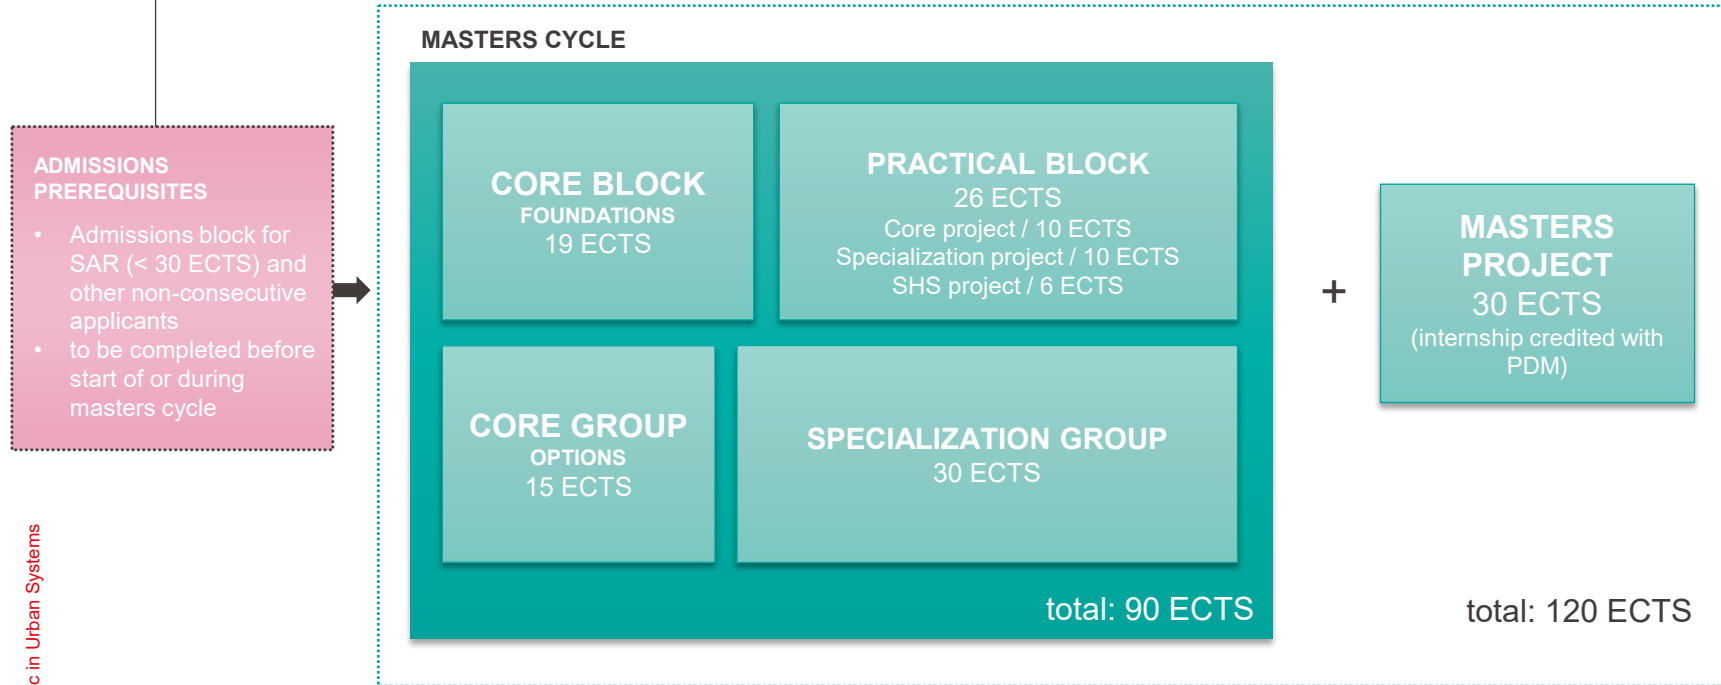 MASTERS CYCLE
ADMISSIONS
PREREQUISITES
• Admissions block for
SAR (< 30 ECTS) and
other non-consecutive
applicants
• to be completed before
start of or during
masters cycle
CORE BLOCK
FOUNDATIONS
19 ECTS
PRACTICAL BLOCK
26 ECTS
Core project / 10 ECTS
Specialization project / 10 ECTS
SHS project / 6 ECTS
CORE GROUP
OPTIONS
15 ECTS
SPECIALIZATION GROUP
30 ECTS
total: 90 ECTS
+
MASTERS
PROJECT
30 ECTS
(internship credited with
PDM)
total: 120 ECTS
c in Urban Systems